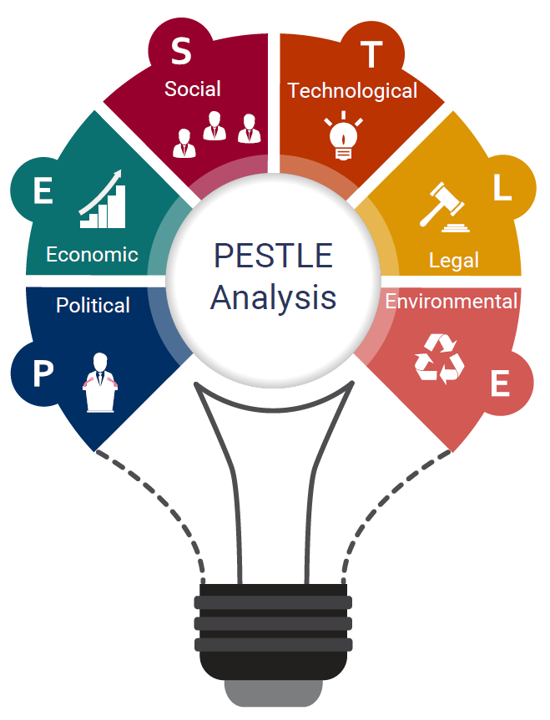 S
Social
T
Technological
E
Economic
L
Legal
PESTLE
Analysis
P
Political
E
Environmental